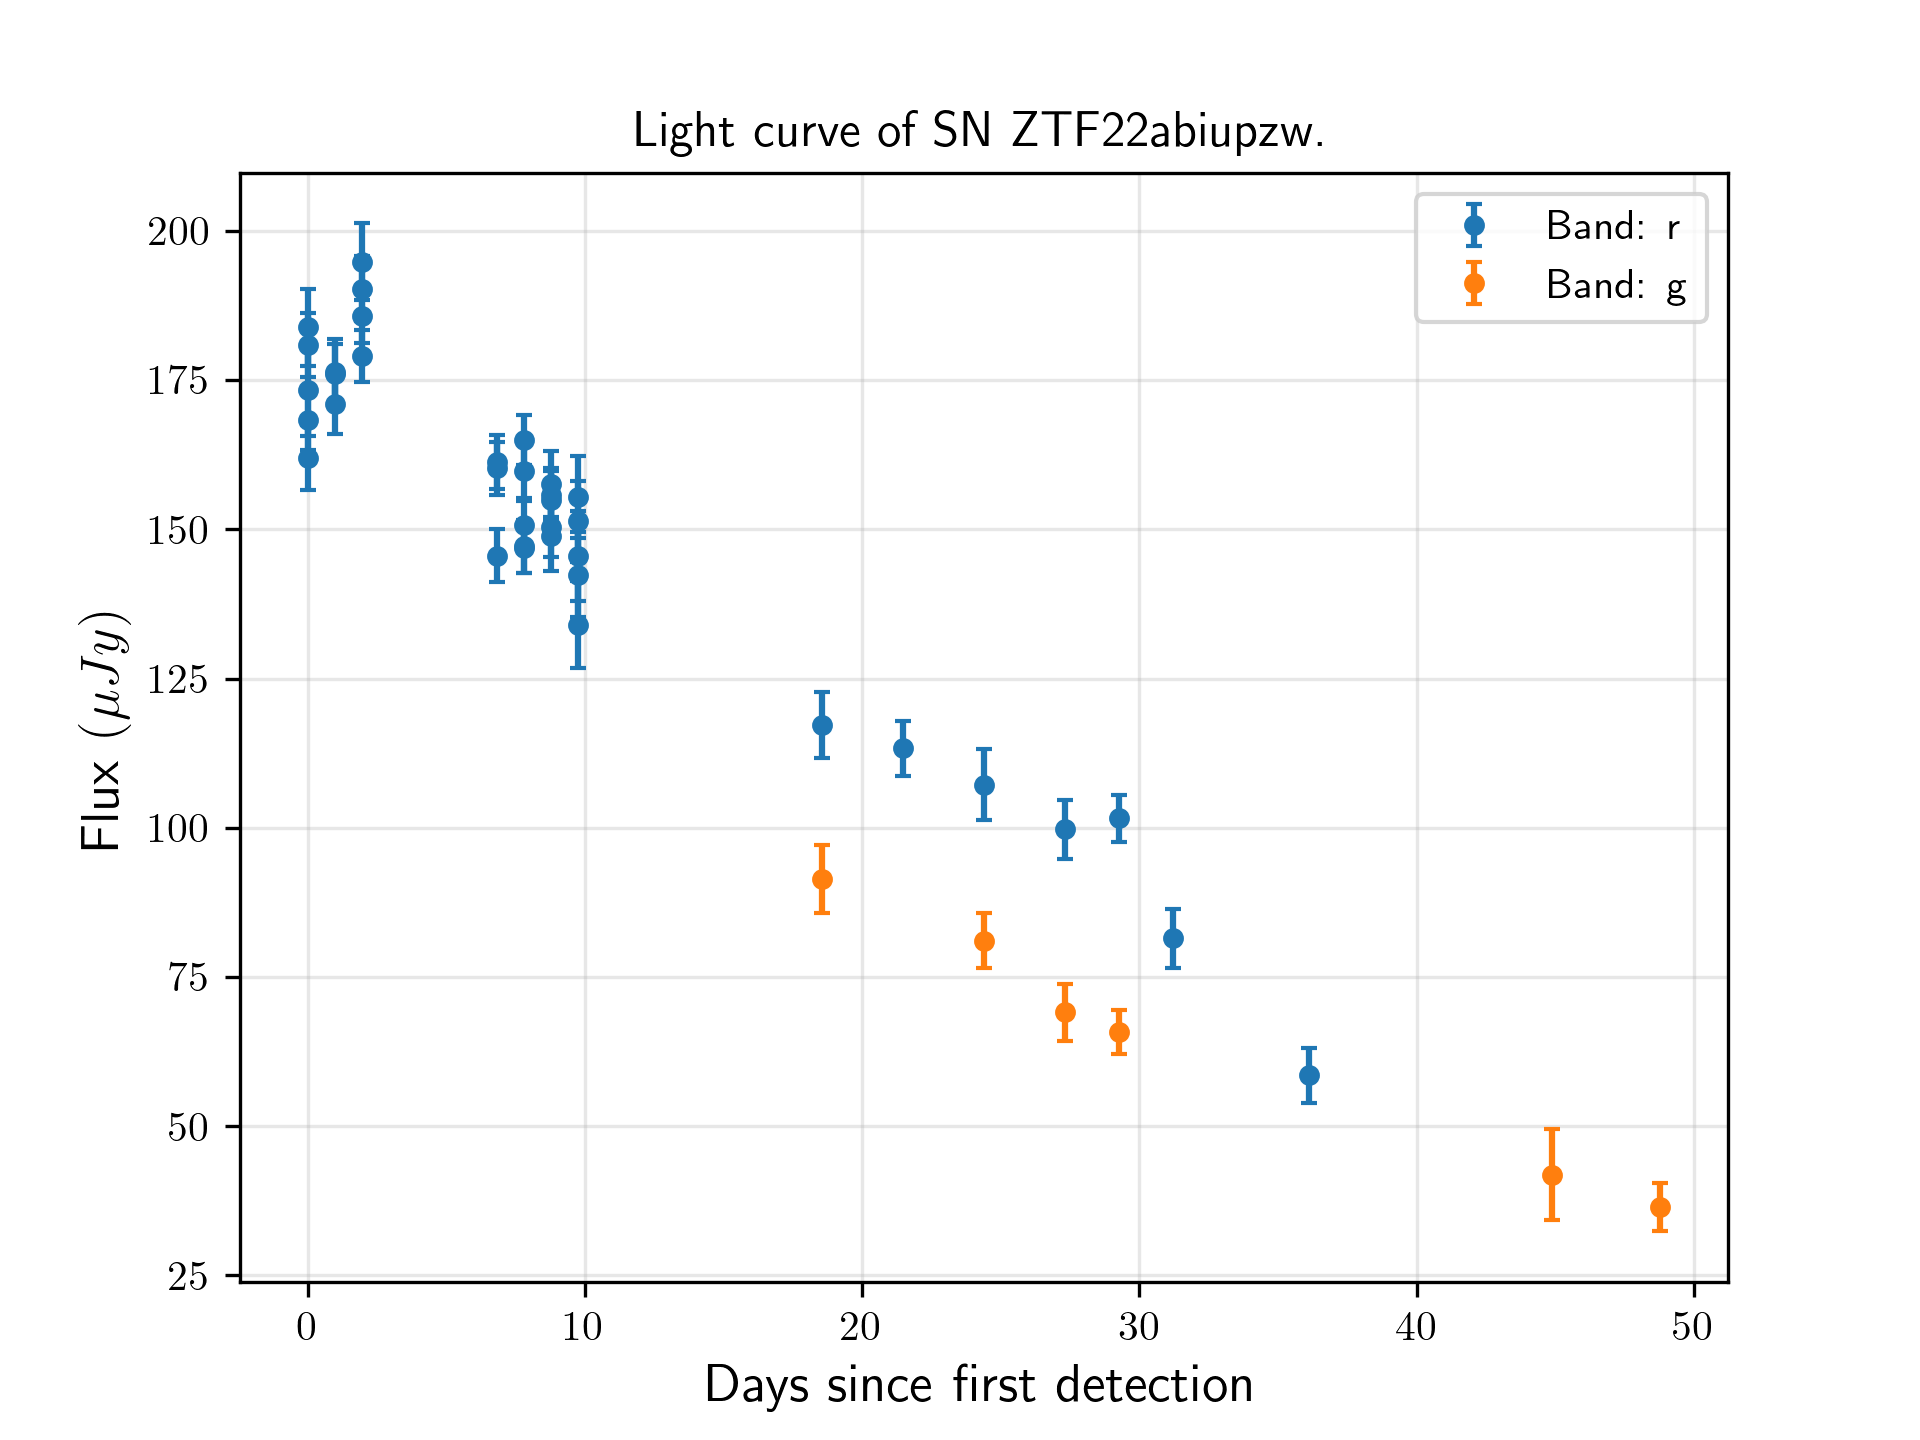 Light curve of SN ZTF22abiupzw.
Band: r
Band: g
Flux (μJy)
200
175
150
125
100
75
50
25
0 10 20 30 40 50
Days since first detection